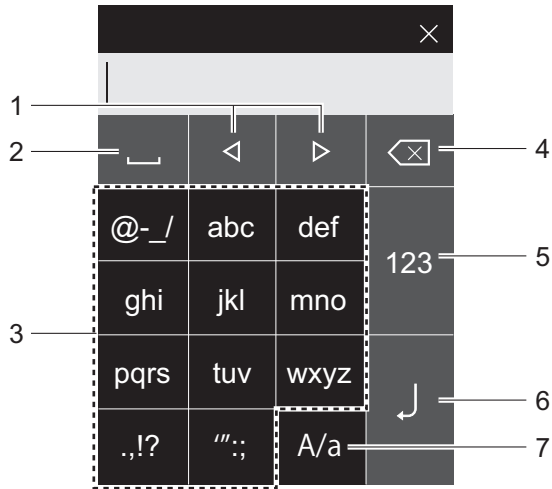 1
2
4
@-_/ abc def
123
5
ghi jkl mno
3
pqrs tuv wxyz
6
.,!? ‘”:; A/a
7